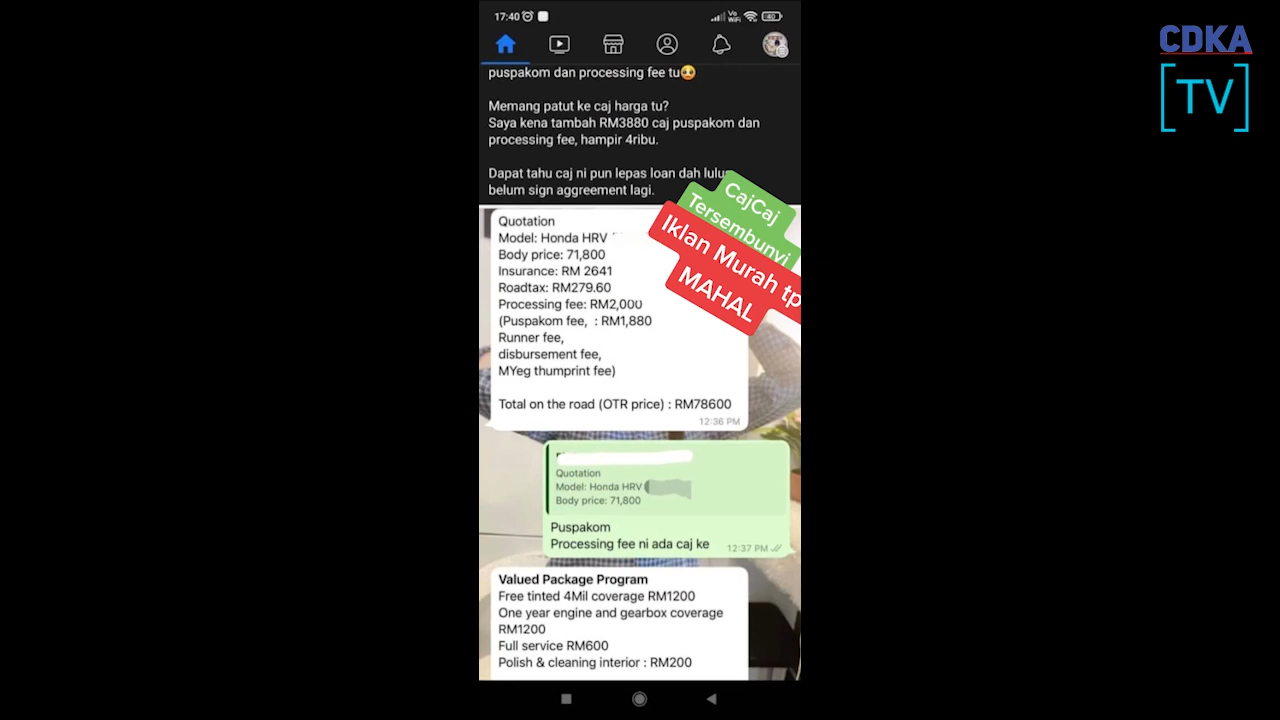 17:40
Vo
WiFi
40
CDKA
[TV]
puspakom dan processing fee tu
Memang patut ke caj harga tu?
Saya kena tambah RM3880 caj puspakom dan
processing fee, hampir 4ribu.
Dapat tahu caj ni pun lepas loan dah lulus
belum sign aggreement lagi.
CajCaj
Tersembunyi
Iklan Murah tp
MAHAL
Quotation
Model: Honda HRV
Body price: 71,800
Insurance: RM 2641
Roadtax: RM279.60
Processing fee: RM2,000
(Puspakom fee,  : RM1,880
Runner fee,
disbursement fee,
MYeg thumprint fee)
Total on the road (OTR price) : RM78600
12:36 PM
Quotation
Model: Honda HRV
Body price: 71,800
Puspakom
Processing fee ni ada caj ke
12:37 PM
Valued Package Program
Free tinted 4Mil coverage RM1200
One year engine and gearbox coverage
RM1200
Full service RM600
Polish & cleaning interior : RM200